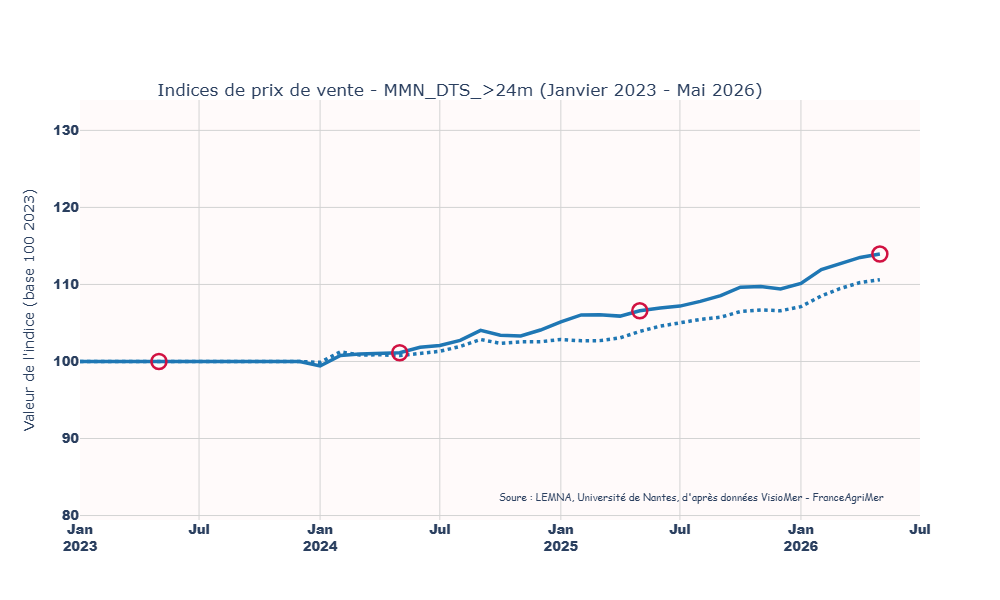 Indices de prix de vente - MMN_DTS_>24m (Janvier 2023 - Mai 2026)
Valeur de l'indice (base 100 2023)
130
120
110
100
90
80
Soure : LEMNA, Université de Nantes, d'après données VisioMer - FranceAgriMer
Jan
2023
Jul
Jan
2024
Jul
Jan
2025
Jul
Jan
2026
Jul